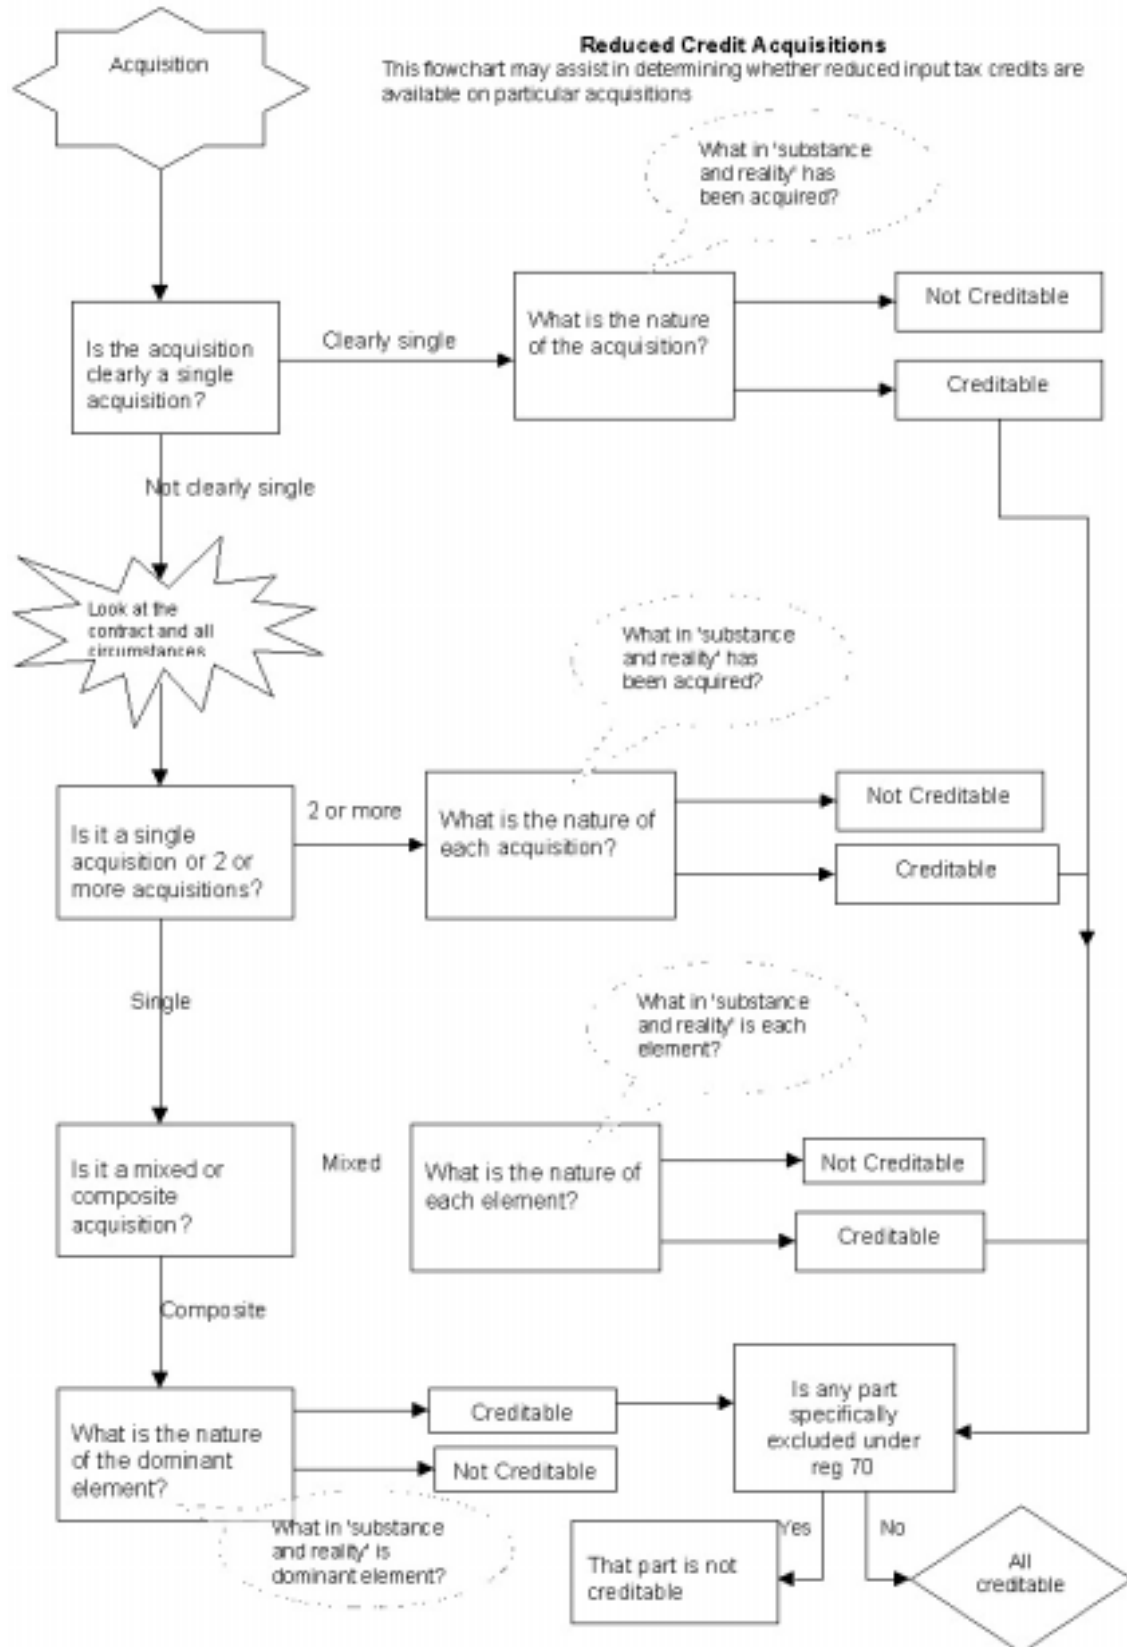 Reduced Credit Acquisitions
This flowchart may assist in determining whether reduced input tax credits are
available on particular acquisitions
Acquisition
What in 'substance
and reality' has
been acquired?
Is the acquisition
clearly a single
acquisition?
Clearly single
What is the nature
of the acquisition?
Not Creditable
Creditable
Not clearly single
Look at the
contract and all
circumstances
What in 'substance
and reality' has
been acquired?
Is it a single
acquisition or 2 or
more acquisitions?
2 or more
What is the nature of
each acquisition?
Not Creditable
Creditable
Single
What in 'substance
and reality' is each
element?
Is it a mixed or
composite
acquisition?
Mixed
What is the nature of
each element?
Not Creditable
Creditable
Composite
What is the nature
of the dominant
element?
Creditable
Not Creditable
Is any part
specifically
excluded under
reg 70
What in 'substance
and reality' is
dominant element?
Yes
No
That part is not
creditable
All
creditable